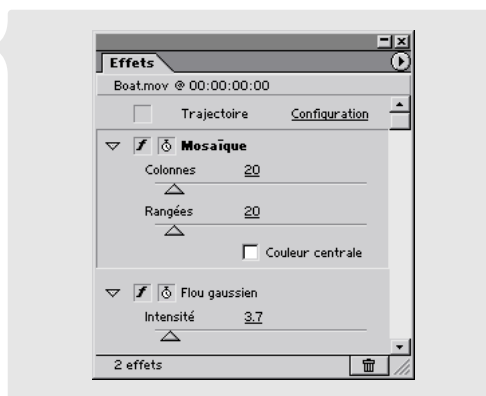 Effets
Boat.mov @ 00:00:00:00
Trajectoire Configuration
Mosaïque
Colonnes 20
Rangées 20
Couleur centrale
Flou gaussien
Intensité 3.7
2 effets